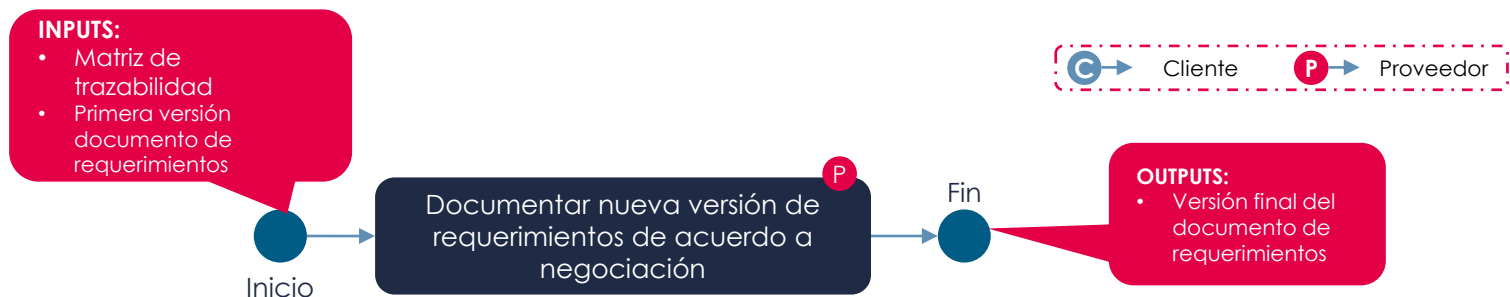 INPUTS:
• Matriz de
trazabilidad
• Primera versión
documento de
requerimientos
C Cliente P Proveedor
P
Documentar nueva versión de
requerimientos de acuerdo a
negociación
Inicio
Fin
OUTPUTS:
• Versión final del
documento de
requerimientos